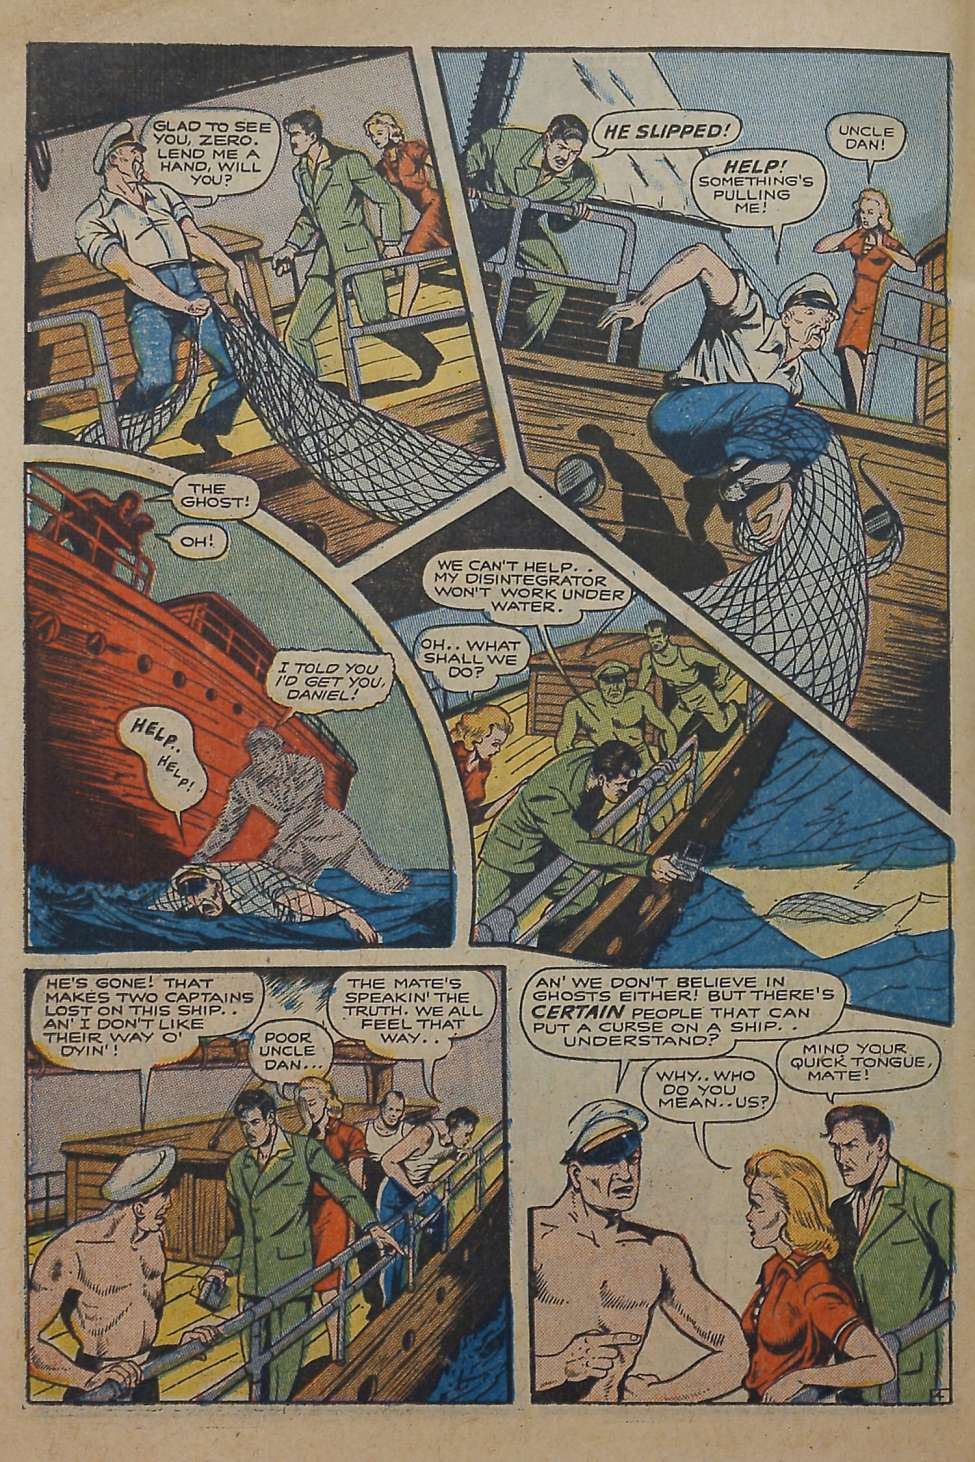 GLAD TO SEE
YOU, ZERO.
LEND ME A
HAND, WILL
YOU?
HE SLIPPED!
HELP!
SOMETHING'S
PULLING
ME!
UNCLE
DAN!
THE
GHOST!
OH!
I TOLD YOU
I'D GET YOU,
DANIEL!
HELP..
HELP!
WE CAN'T HELP..
MY DISINTEGRATOR
WON'T WORK UNDER
WATER.
OH.. WHAT
SHALL WE
DO?
HE'S GONE! THAT
MAKES TWO CAPTAINS
LOST ON THIS SHIP..
AN' I DON'T LIKE
THEIR WAY O'
DYIN'!
POOR
UNCLE
DAN...
THE MATE'S
SPEAKIN' THE
TRUTH. WE ALL
FEEL THAT
WAY..
AN' WE DON'T BELIEVE IN
GHOSTS EITHER! BUT THERE'S
CERTAIN PEOPLE THAT CAN
PUT A CURSE ON A SHIP..
UNDERSTAND?
WHY..WHO
DO YOU
MEAN..US?
MIND YOUR
QUICK TONGUE,
MATE!
4